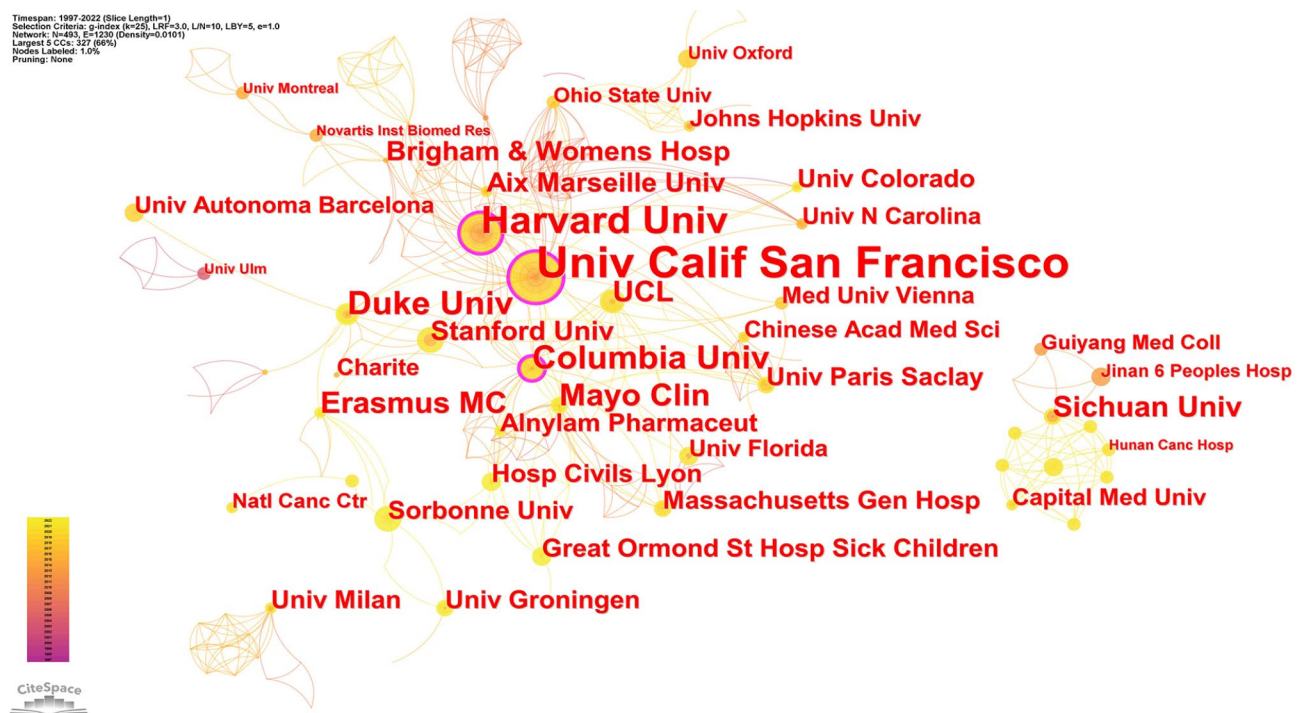 Timespan: 1997-2022 (Slice Length=1)
Selection Criteria: g-index (k=25), LRF=3.0, L/N=10, LBY=5, e=1.0
Network: N=493, E=1230 (Density=0.0101)
Largest 5 CCs: 327 (66%)
Nodes Labeled: 1.0%
Pruning: None
Univ Oxford
Univ Montreal
Ohio State Univ
Johns Hopkins Univ
Novartis Inst Biomed Res
Brigham & Womens Hosp
Aix Marseille Univ
Univ Colorado
Univ Autonoma Barcelona
Harvard Univ
Univ N Carolina
Univ Ulm
Univ Calif San Francisco
Duke Univ
UCL
Med Univ Vienna
Stanford Univ
Chinese Acad Med Sci
Guiyang Med Coll
Charite
Columbia Univ
Univ Paris Saclay
Jinan 6 Peoples Hosp
Erasmus MC
Mayo Clin
Sichuan Univ
Alnylam Pharmaceut
Univ Florida
Hunan Canc Hosp
Hosp Civils Lyon
Natl Canc Ctr
Sorbonne Univ
Massachusetts Gen Hosp
Capital Med Univ
Great Ormond St Hosp Sick Children
Univ Milan
Univ Groningen
CiteSpace